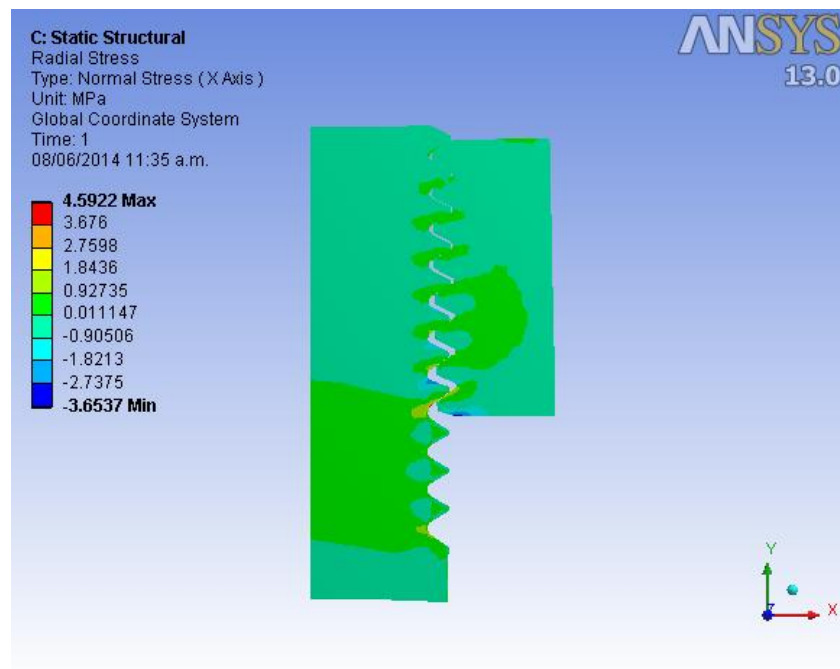 C: Static Structural
Radial Stress
Type: Normal Stress ( X Axis )
Unit: MPa
Global Coordinate System
Time: 1
08/06/2014 11:35 a.m.
4.5922 Max
3.676
2.7598
1.8436
0.92735
0.011147
-0.90506
-1.8213
-2.7375
-3.6537 Min
ANSYS
13.0
Y
Z
X